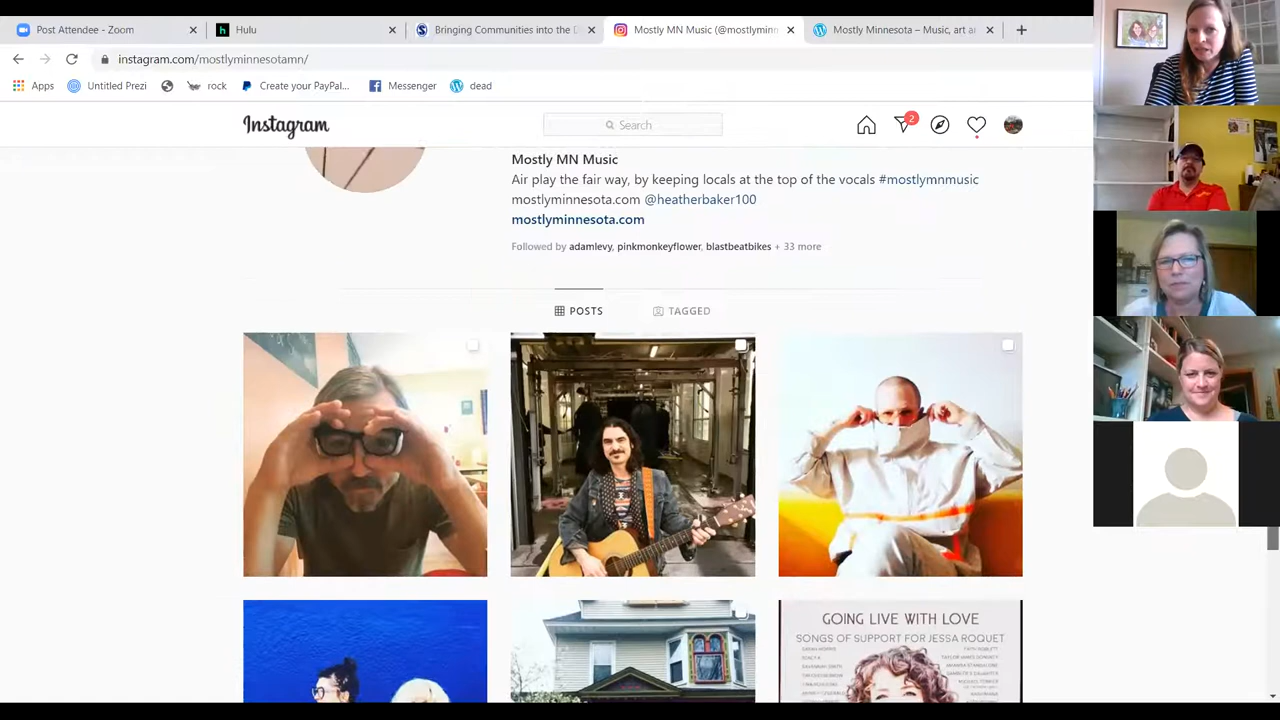 Post Attendee - Zoom
Hulu
Bringing Communities into the D
Mostly MN Music (@mostlyminn
Mostly Minnesota – Music, art ar
instagram.com/mostlyminnesotamn/
Apps
Untitled Prezi
rock
Create your PayPal...
Messenger
dead
Instagram
Search
2
Mostly MN Music
Air play the fair way, by keeping locals at the top of the vocals #mostlymnmusic
mostlyminnesota.com @heatherbaker100
mostlyminnesota.com
Followed by adamlevy, pinkmonkeyflower, blastbeatbikes + 33 more
POSTS
TAGGED
GOING LIVE WITH LOVE
SONGS OF SUPPORT FOR JESSA ROQUET